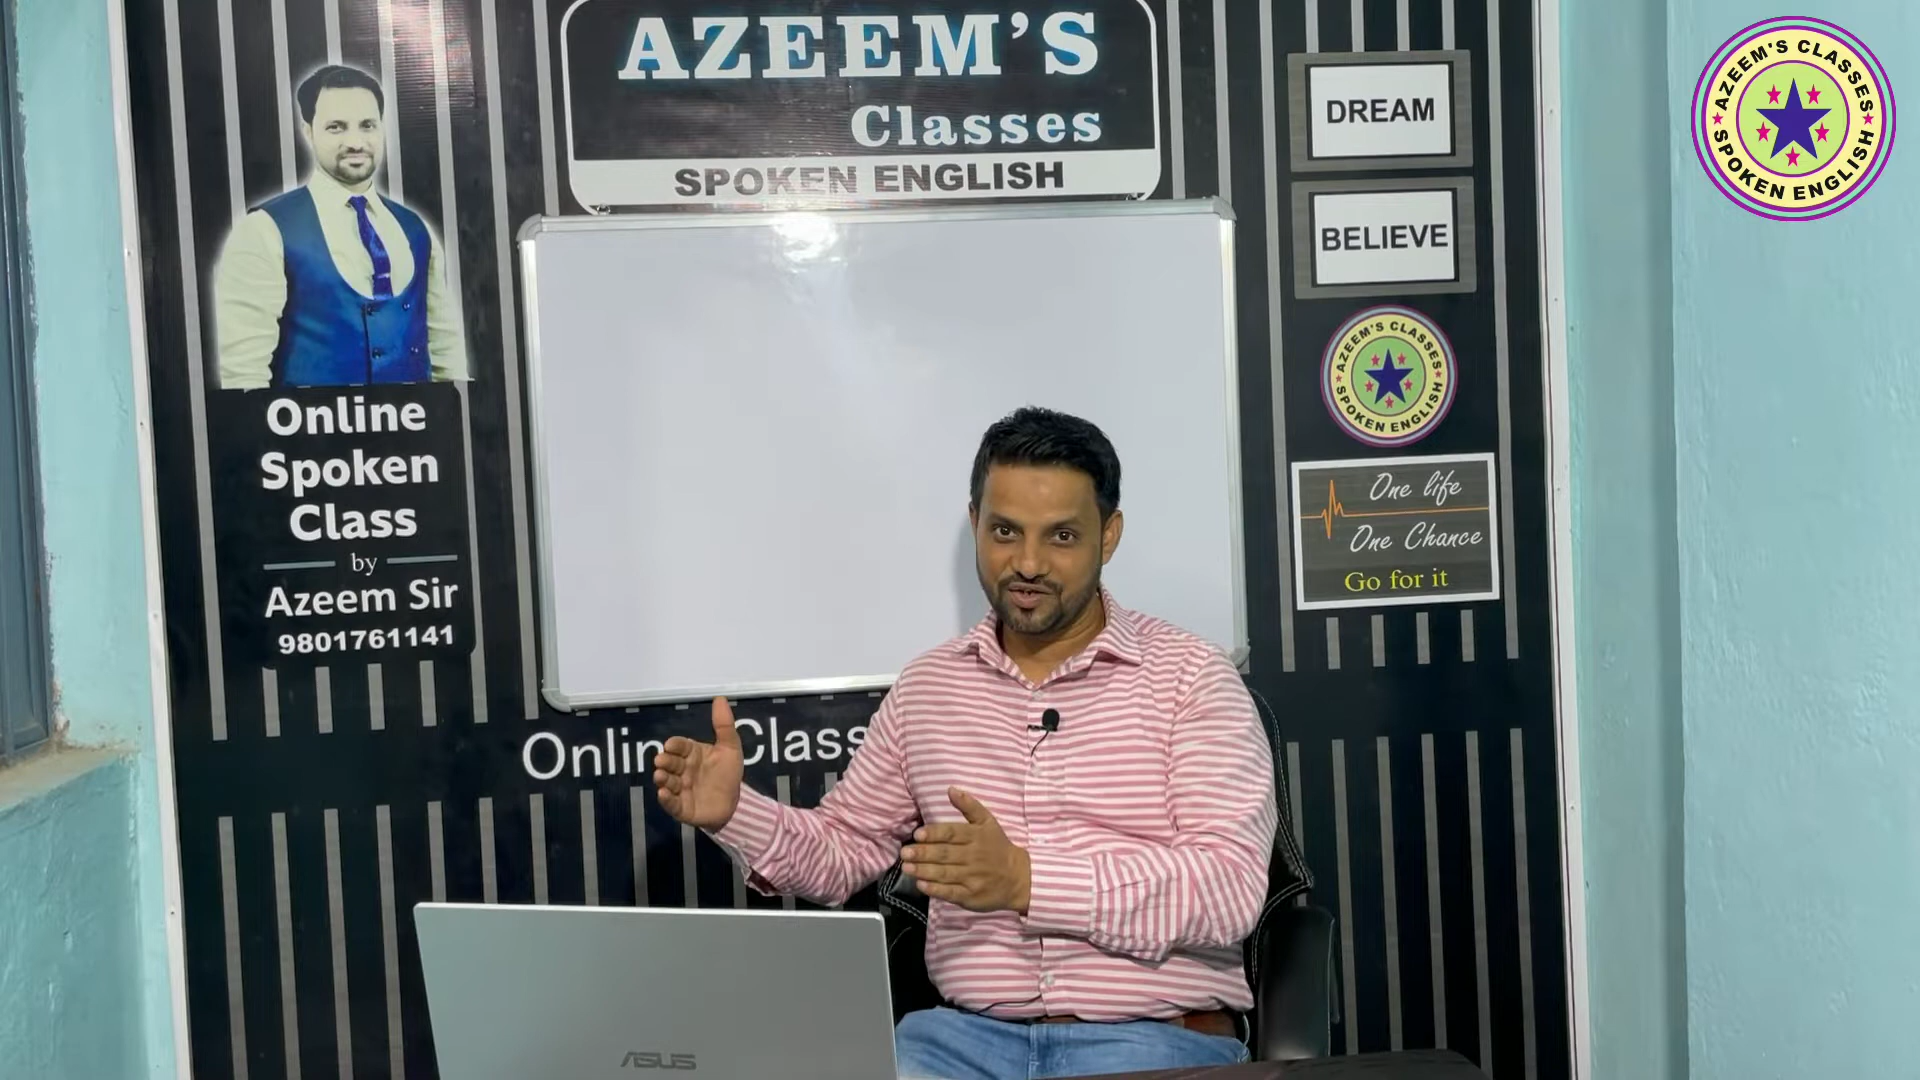 AZEEM'S
Classes
SPOKEN ENGLISH
Online
Spoken
Class
by
Azeem Sir
9801761141
DREAM
BELIEVE
AZEEM'S CLASSES
SPOKEN ENGLISH
One life
One Chance
Go for it
AZEEM'S CLASSES
SPOKEN ENGLISH
ASUS